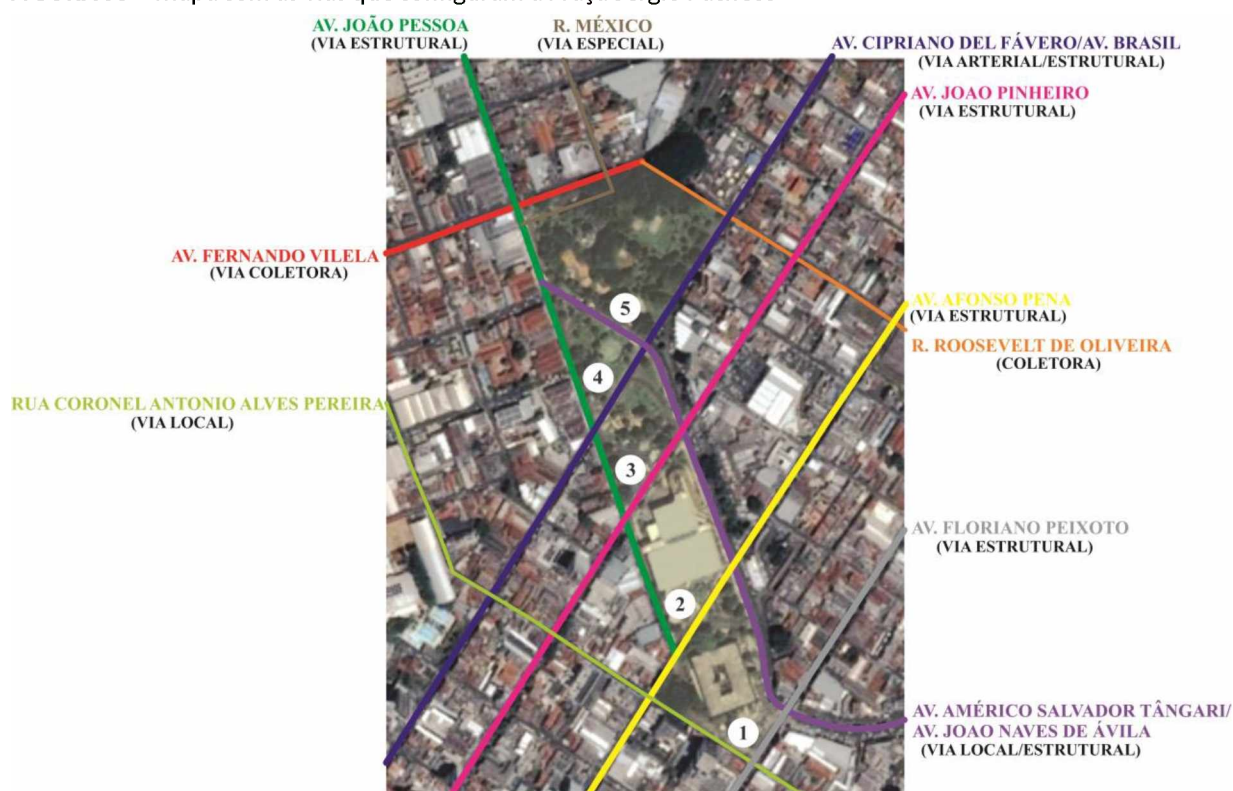 AV. JOÃO PESSOA
(VIA ESTRUTURAL)
R. MÉXICO
(VIA ESPECIAL)
AV. CIPRIANO DEL FÁVERO/AV. BRASIL
(VIA ARTERIAL/ESTRUTURAL)
AV. JOAO PINHEIRO
(VIA ESTRUTURAL)
AV. FERNANDO VILELA
(VIA COLETORA)
AV. AFONSO PENA
(VIA ESTRUTURAL)
R. ROOSEVELT DE OLIVEIRA
(COLETORA)
RUA CORONEL ANTONIO ALVES PEREIRA
(VIA LOCAL)
AV. FLORIANO PEIXOTO
(VIA ESTRUTURAL)
AV. AMÉRICO SALVADOR TÂNGARI/
AV. JOAO NAVES DE ÁVILA
(VIA LOCAL/ESTRUTURAL)
5
4
3
2
1